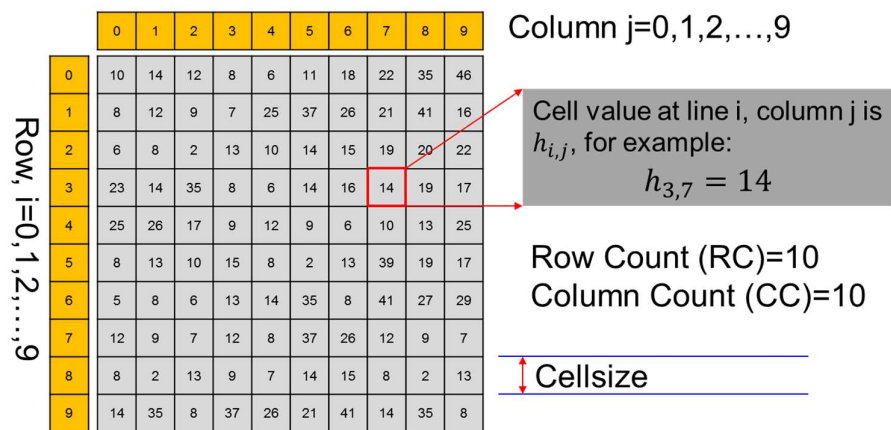 0 1 2 3 4 5 6 7 8 9
Column j=0,1,2,...,9
Row, i=0,1,2,...,9
0 10 14 12 8 6 11 18 22 35 46
1 8 12 9 7 25 37 26 21 41 16
2 6 8 2 13 10 14 15 19 20 22
3 23 14 35 8 6 14 16 14 19 17
4 25 26 17 9 12 9 6 10 13 25
5 8 13 10 15 8 2 13 39 19 17
6 5 8 6 13 14 35 8 41 27 29
7 12 9 7 12 8 37 26 12 9 7
8 8 2 13 9 7 14 15 8 2 13
9 14 35 8 37 26 21 41 14 35 8
Cell value at line i, column j is
h_{i,j}, for example:
h_{3,7} = 14
Row Count (RC)=10
Column Count (CC)=10
Cellsize